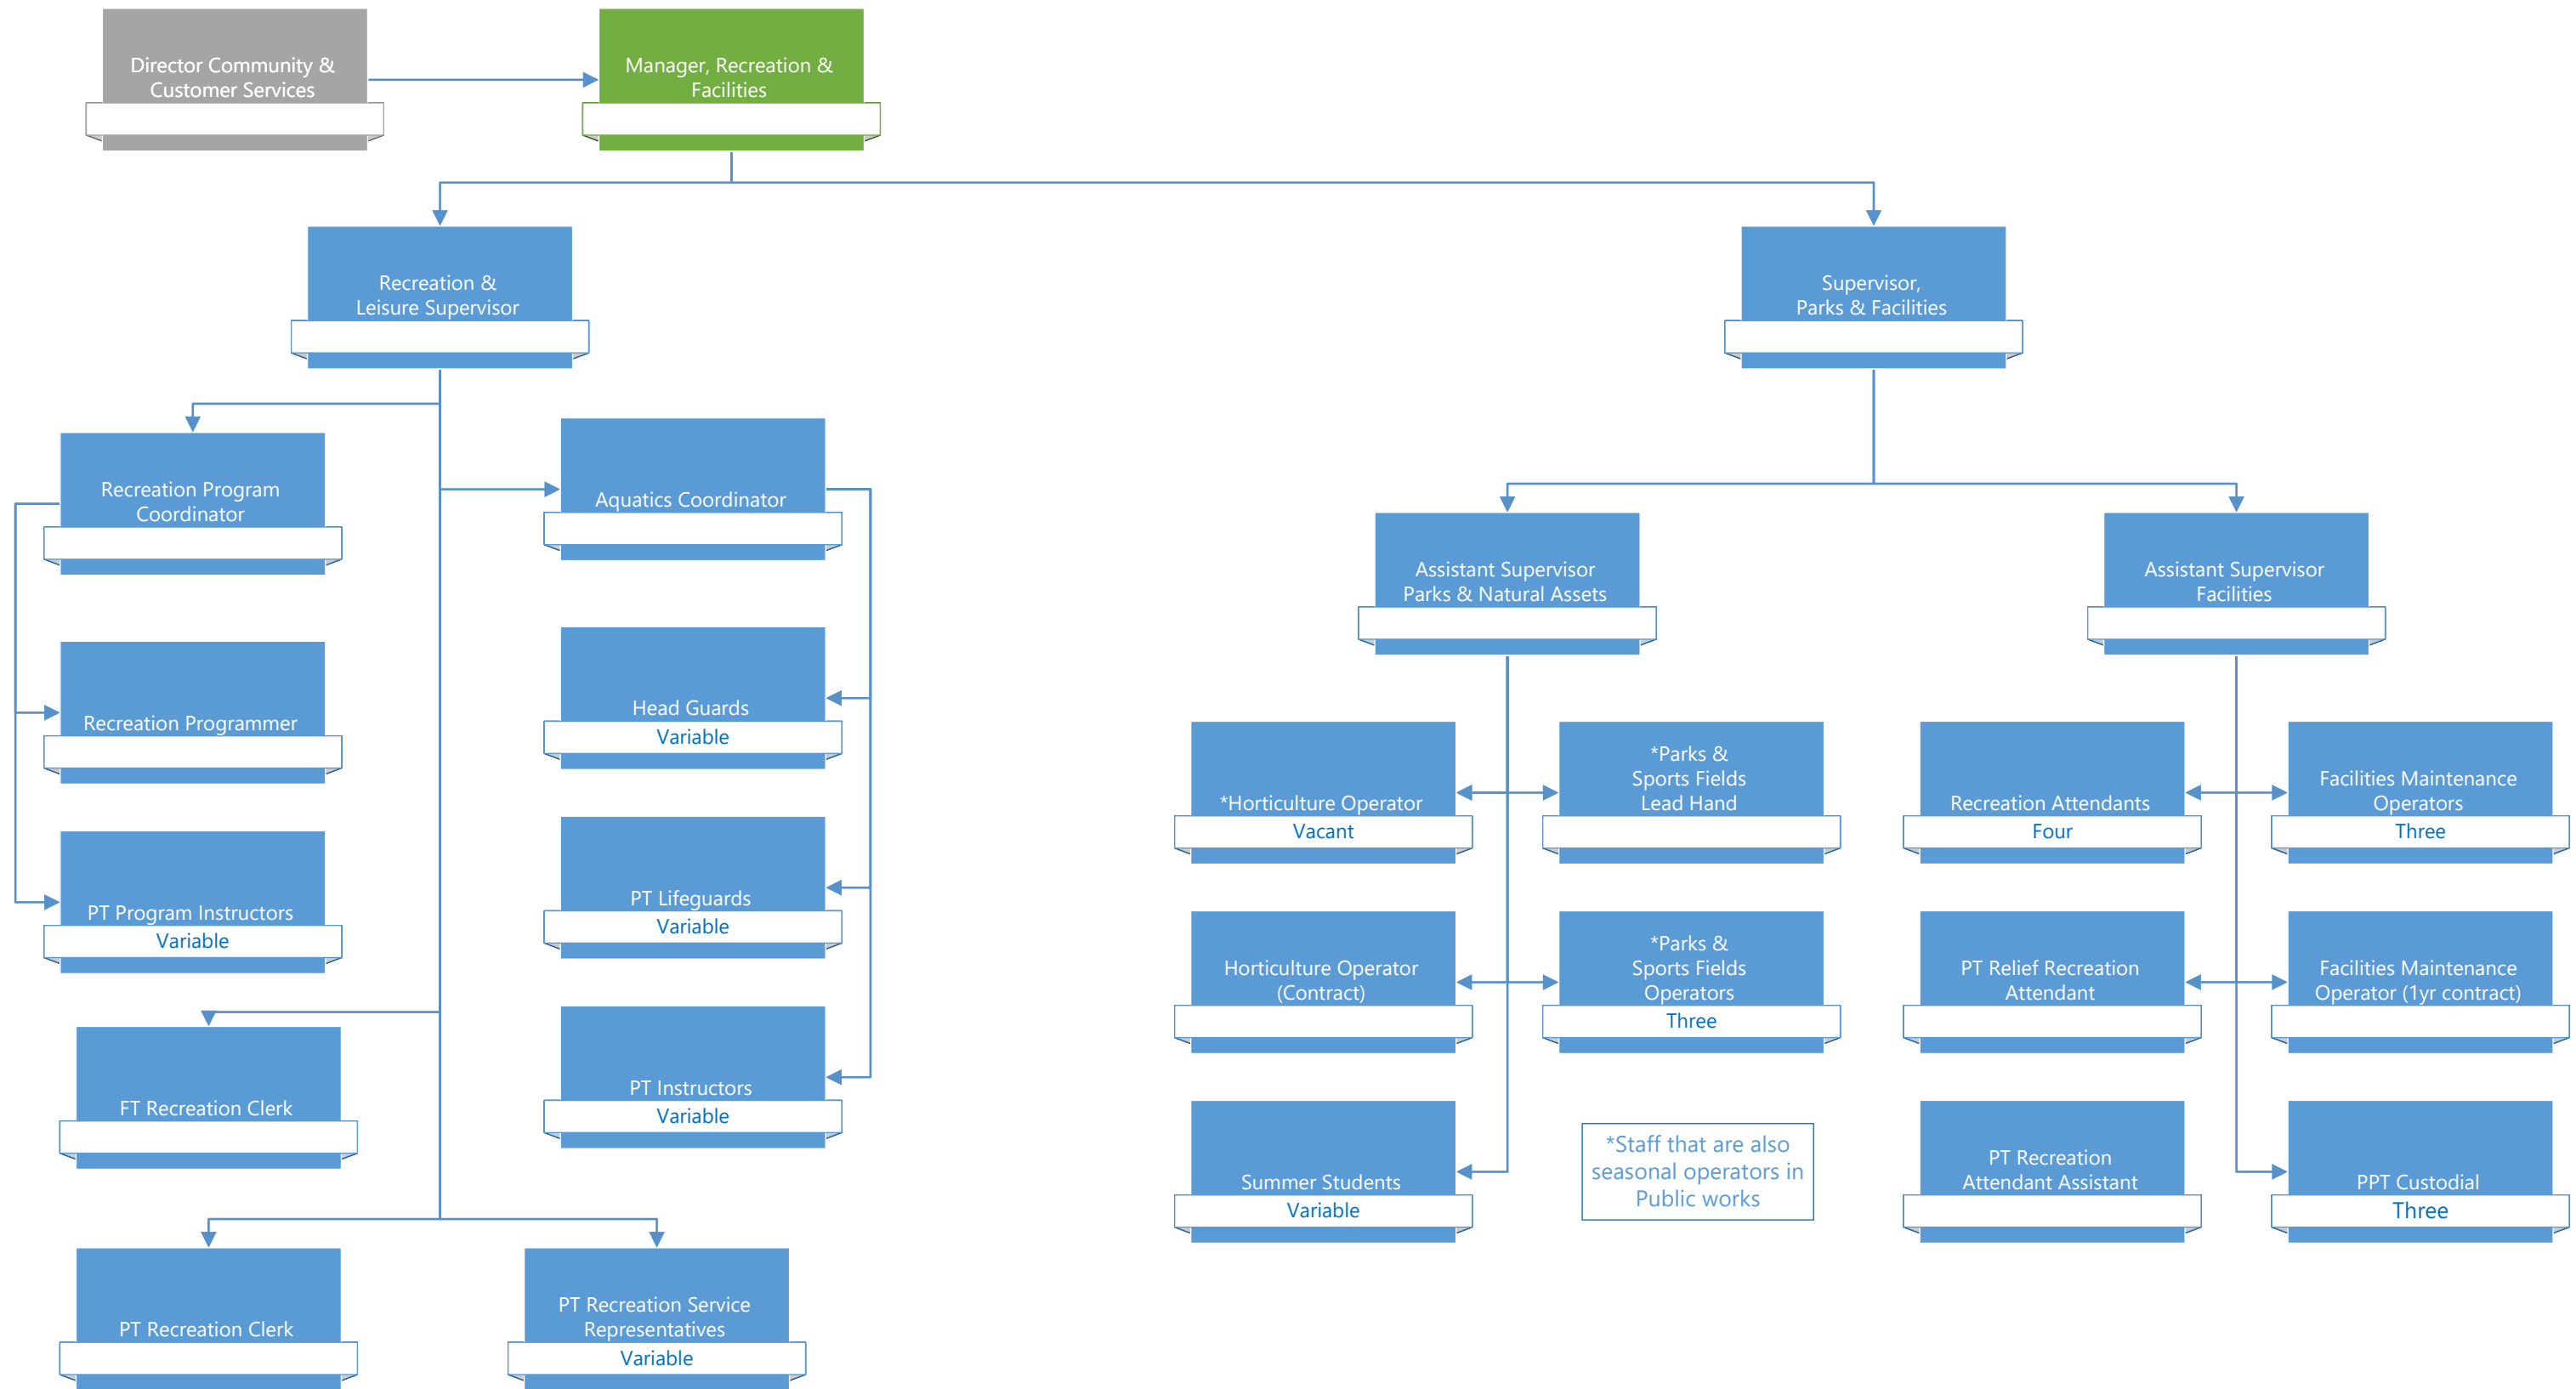 Director Community &
Customer Services
Manager, Recreation &
Facilities
Recreation &
Leisure Supervisor
Supervisor,
Parks & Facilities
Recreation Program
Coordinator
Aquatics Coordinator
Assistant Supervisor
Parks & Natural Assets
Assistant Supervisor
Facilities
Recreation Programmer
Head Guards
Variable
*Horticulture Operator
Vacant
*Parks &
Sports Fields
Lead Hand
Recreation Attendants
Four
Facilities Maintenance
Operators
Three
PT Program Instructors
Variable
PT Lifeguards
Variable
Horticulture Operator
(Contract)
*Parks &
Sports Fields
Operators
Three
PT Relief Recreation
Attendant
Facilities Maintenance
Operator (1yr contract)
FT Recreation Clerk
PT Instructors
Variable
Summer Students
Variable
*Staff that are also
seasonal operators in
Public works
PT Recreation
Attendant Assistant
PPT Custodial
Three
PT Recreation Clerk
PT Recreation Service
Representatives
Variable